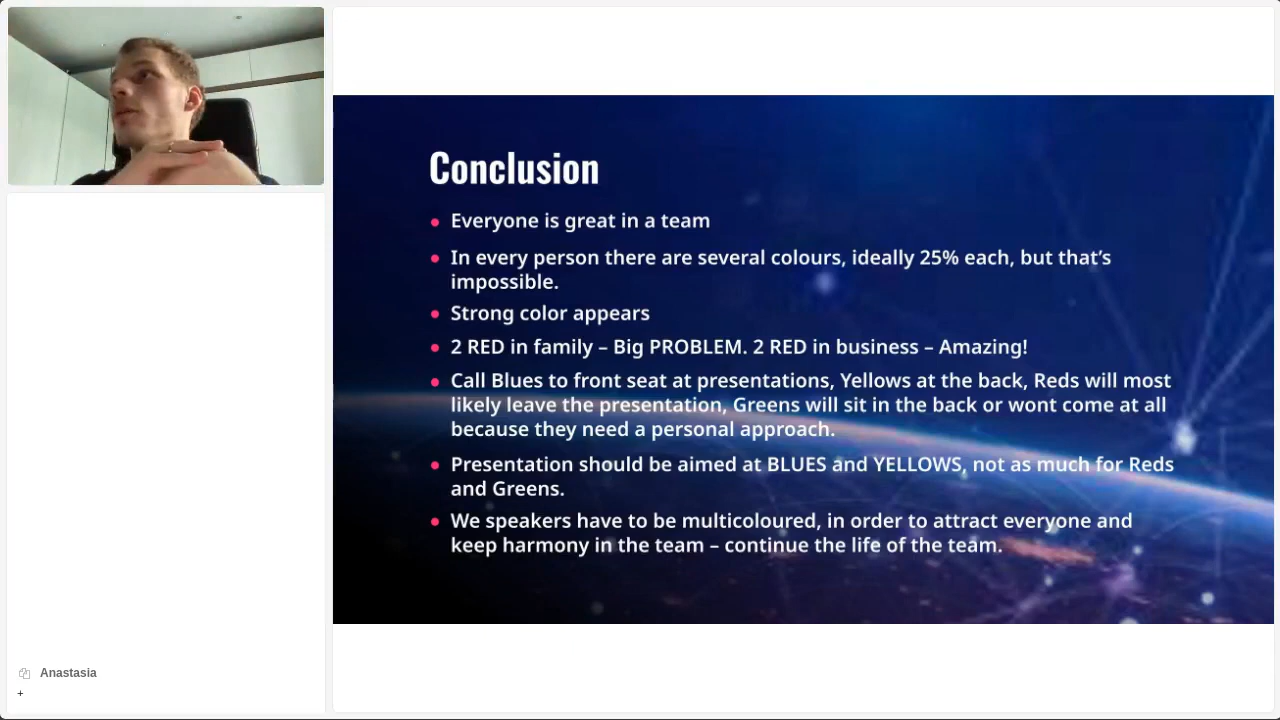 Conclusion
Everyone is great in a team
In every person there are several colours, ideally 25% each, but that’s
impossible.
Strong color appears
2 RED in family – Big PROBLEM. 2 RED in business – Amazing!
Call Blues to front seat at presentations, Yellows at the back, Reds will most
likely leave the presentation, Greens will sit in the back or wont come at all
because they need a personal approach.
Presentation should be aimed at BLUES and YELLOWS, not as much for Reds
and Greens.
We speakers have to be multicoloured, in order to attract everyone and
keep harmony in the team – continue the life of the team.
Anastasia
+